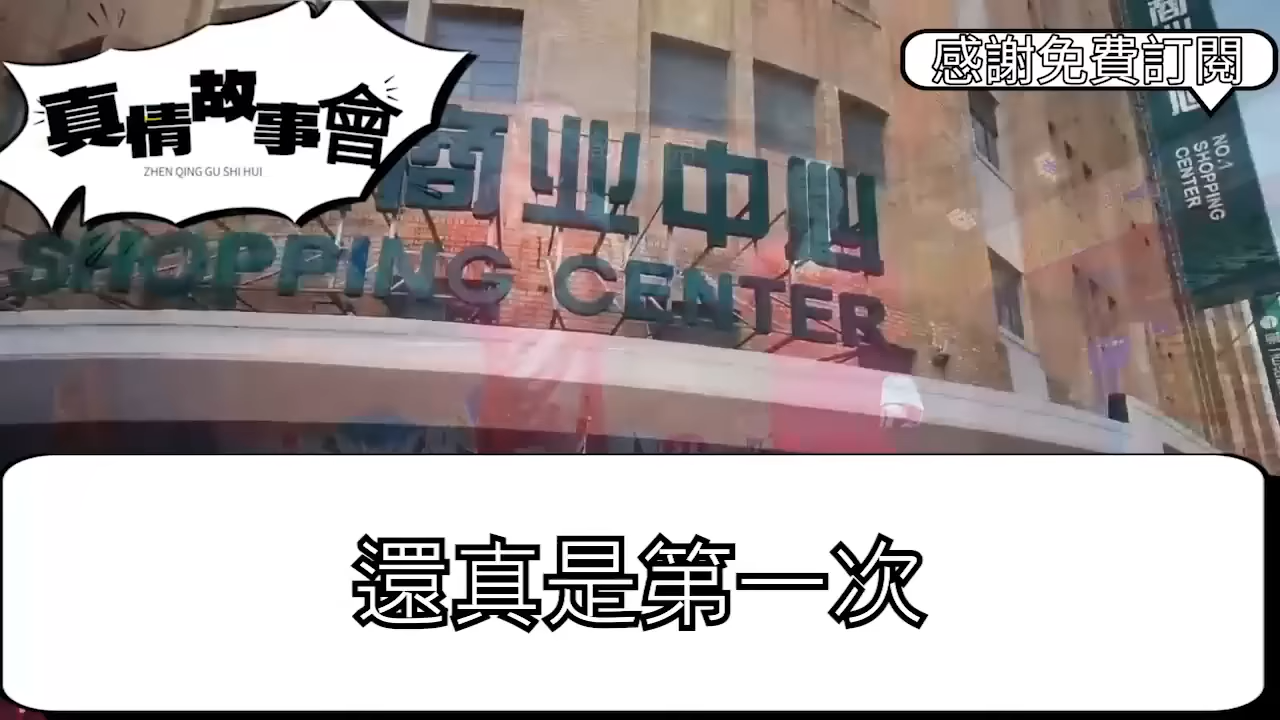 真情故事會
ZHEN QING GU SHI HUI
感謝免費訂閱
商业中心
SHOPPING CENTER
NO.1
SHOPPING
CENTER
還真是第一次